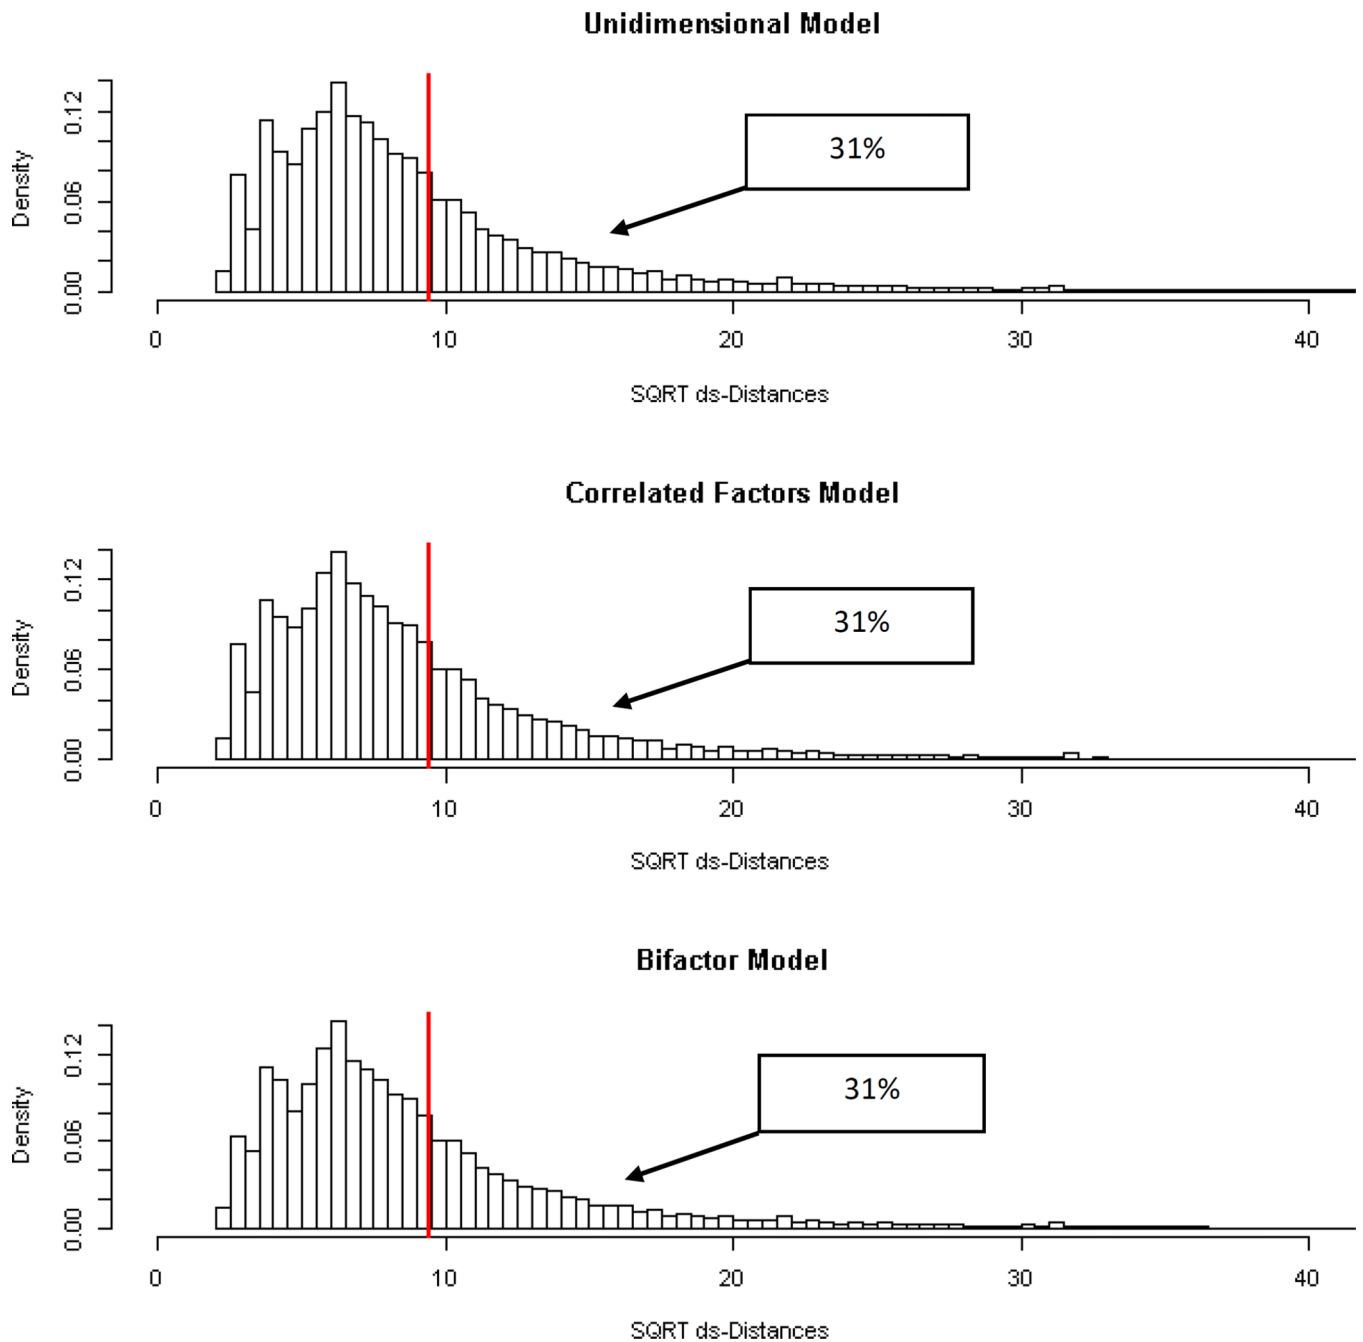 Unidimensional Model
0.12
0.06
0.00
Density
31%
0 10 20 30 40
SQRT ds-Distances
Correlated Factors Model
0.12
0.06
0.00
Density
31%
0 10 20 30 40
SQRT ds-Distances
Bifactor Model
0.12
0.06
0.00
Density
31%
0 10 20 30 40
SQRT ds-Distances